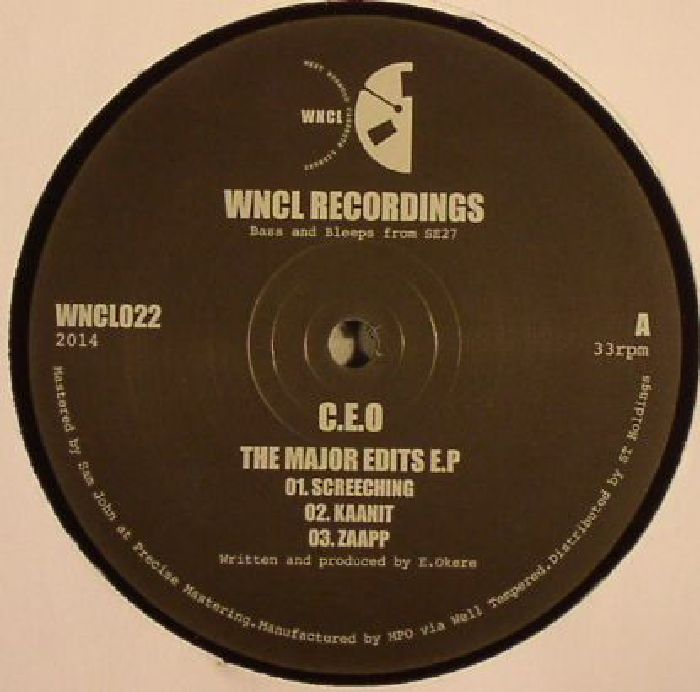 WNCL
WNCL RECORDINGS
Bass and Bleeps from SE27
WNCL022
2014
A
33rpm
C.E.O
THE MAJOR EDITS E.P
01. SCREECHING
02. KAANIT
03. ZAAPP
Written and produced by E.Okere
Mastered by Sam John at Precise Mastering.Manufactured by MPO via Well Tempered.Distributed by ST Holdings